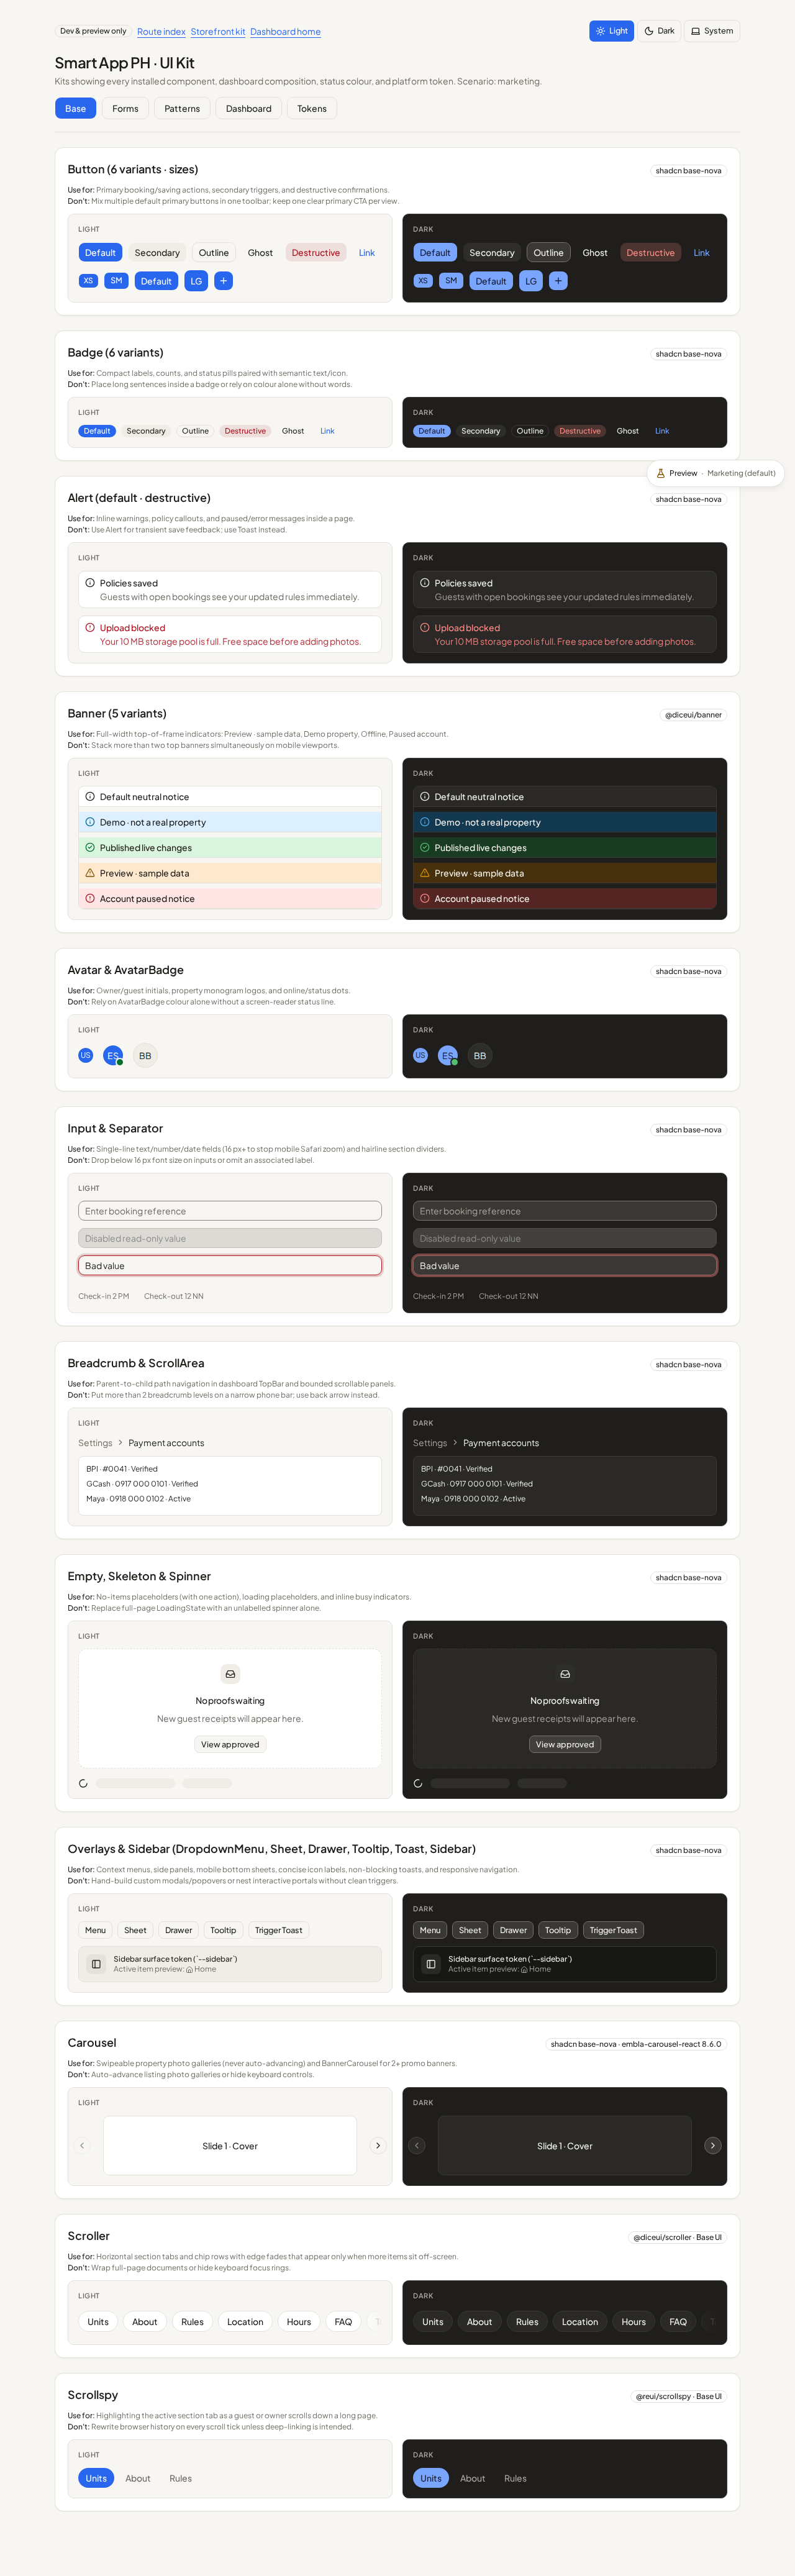 Dev & preview only Route index Storefront kit Dashboard home Light Dark System
Smart App PH · UI Kit
Kits showing every installed component, dashboard composition, status colour, and platform token. Scenario: marketing.
Base Forms Patterns Dashboard Tokens
Button (6 variants · sizes) shadcn base-nova
Use for: Primary booking/saving actions, secondary triggers, and destructive confirmations.
Don't: Mix multiple default primary buttons in one toolbar; keep one clear primary CTA per view.
LIGHT
Default Secondary Outline Ghost Destructive Link
XS SM Default LG
DARK
Default Secondary Outline Ghost Destructive Link
XS SM Default LG
Badge (6 variants) shadcn base-nova
Use for: Compact labels, counts, and status pills paired with semantic text/icon.
Don't: Place long sentences inside a badge or rely on colour alone without words.
LIGHT
Default Secondary Outline Destructive Ghost Link
DARK
Default Secondary Outline Destructive Ghost Link
Preview · Marketing (default)
Alert (default · destructive) shadcn base-nova
Use for: Inline warnings, policy callouts, and paused/error messages inside a page.
Don't: Use Alert for transient save feedback; use Toast instead.
LIGHT
Policies saved
Guests with open bookings see your updated rules immediately.
Upload blocked
Your 10 MB storage pool is full. Free space before adding photos.
DARK
Policies saved
Guests with open bookings see your updated rules immediately.
Upload blocked
Your 10 MB storage pool is full. Free space before adding photos.
Banner (5 variants) @diceui/banner
Use for: Full-width top-of-frame indicators: Preview · sample data, Demo property, Offline, Paused account.
Don't: Stack more than two top banners simultaneously on mobile viewports.
LIGHT
Default neutral notice
Demo · not a real property
Published live changes
Preview · sample data
Account paused notice
DARK
Default neutral notice
Demo · not a real property
Published live changes
Preview · sample data
Account paused notice
Avatar & AvatarBadge shadcn base-nova
Use for: Owner/guest initials, property monogram logos, and online/status dots.
Don't: Rely on AvatarBadge colour alone without a screen-reader status line.
LIGHT
US ES BB
DARK
US ES BB
Input & Separator shadcn base-nova
Use for: Single-line text/number/date fields (16 px+ to stop mobile Safari zoom) and hairline section dividers.
Don't: Drop below 16 px font size on inputs or omit an associated label.
LIGHT
Enter booking reference
Disabled read-only value
Bad value
Check-in 2 PM Check-out 12 NN
DARK
Enter booking reference
Disabled read-only value
Bad value
Check-in 2 PM Check-out 12 NN
Breadcrumb & ScrollArea shadcn base-nova
Use for: Parent-to-child path navigation in dashboard TopBar and bounded scrollable panels.
Don't: Put more than 2 breadcrumb levels on a narrow phone bar; use back arrow instead.
LIGHT
Settings Payment accounts
BPI · #0041 · Verified
GCash · 0917 000 0101 · Verified
Maya · 0918 000 0102 · Active
DARK
Settings Payment accounts
BPI · #0041 · Verified
GCash · 0917 000 0101 · Verified
Maya · 0918 000 0102 · Active
Empty, Skeleton & Spinner shadcn base-nova
Use for: No-items placeholders (with one action), loading placeholders, and inline busy indicators.
Don't: Replace full-page LoadingState with an unlabelled spinner alone.
LIGHT
No proofs waiting
New guest receipts will appear here.
View approved
DARK
No proofs waiting
New guest receipts will appear here.
View approved
Overlays & Sidebar (DropdownMenu, Sheet, Drawer, Tooltip, Toast, Sidebar) shadcn base-nova
Use for: Context menus, side panels, mobile bottom sheets, concise icon labels, non-blocking toasts, and responsive navigation.
Don't: Hand-build custom modals/popovers or nest interactive portals without clean triggers.
LIGHT
Menu Sheet Drawer Tooltip Trigger Toast
Sidebar surface token (`--sidebar`)
Active item preview: Home
DARK
Menu Sheet Drawer Tooltip Trigger Toast
Sidebar surface token (`--sidebar`)
Active item preview: Home
Carousel shadcn base-nova · embla-carousel-react 8.6.0
Use for: Swipeable property photo galleries (never auto-advancing) and BannerCarousel for 2+ promo banners.
Don't: Auto-advance listing photo galleries or hide keyboard controls.
LIGHT
Slide 1 · Cover
DARK
Slide 1 · Cover
Scroller @diceui/scroller · Base UI
Use for: Horizontal section tabs and chip rows with edge fades that appear only when more items sit off-screen.
Don't: Wrap full-page documents or hide keyboard focus rings.
LIGHT
Units About Rules Location Hours FAQ
DARK
Units About Rules Location Hours FAQ
Scrollspy @reui/scrollspy · Base UI
Use for: Highlighting the active section tab as a guest or owner scrolls down a long page.
Don't: Rewrite browser history on every scroll tick unless deep-linking is intended.
LIGHT
Units About Rules
DARK
Units About Rules